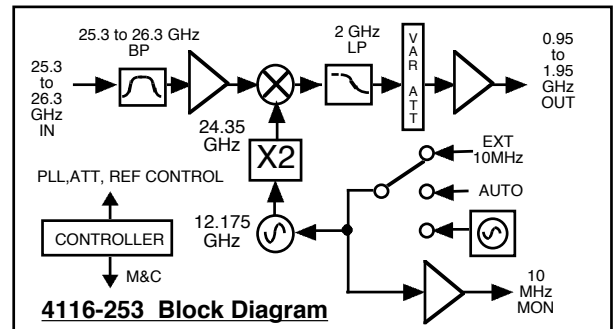 25.3 to 26.3 GHz
BP
2 GHz
LP
V
A
R
A
T
T
25.3
to
26.3
GHz
IN
0.95
to
1.95
GHz
OUT
24.35
GHz
X2
EXT
10MHz
PLL,ATT, REF CONTROL
AUTO
12.175
GHz
CONTROLLER
M&C
10
MHz
MON
4116-253 Block Diagram